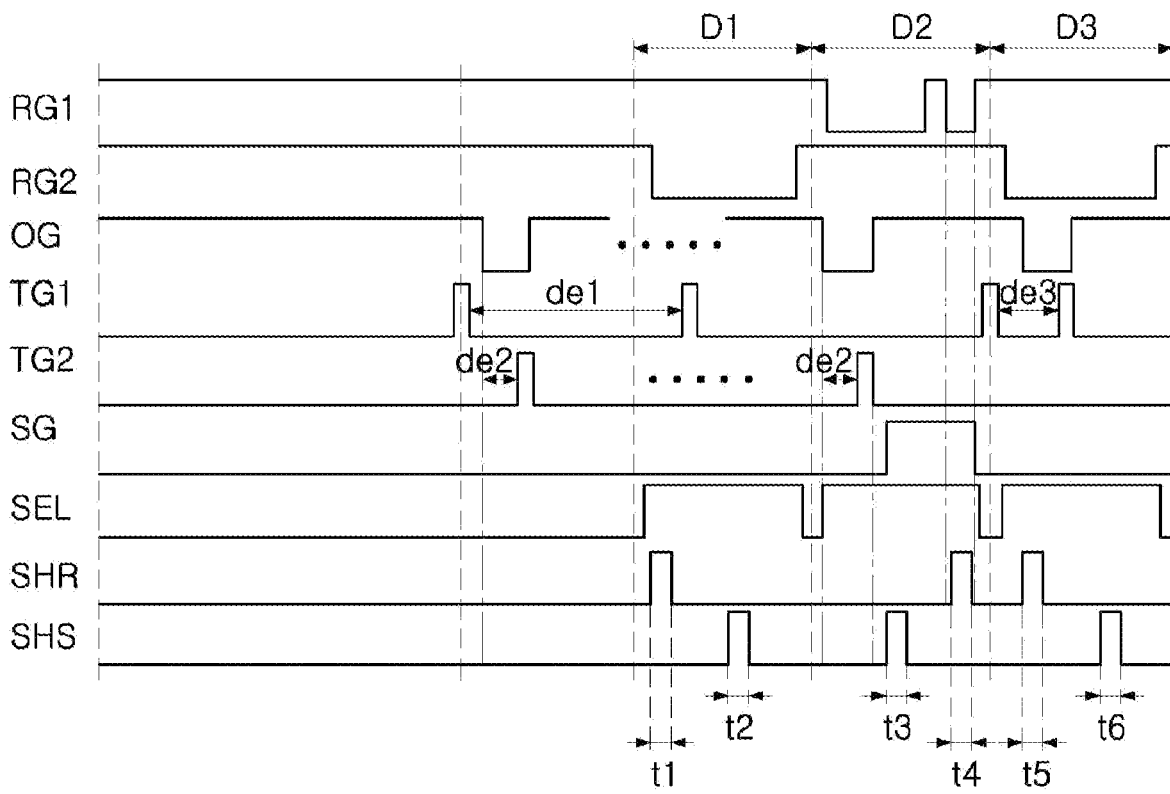 D1 D2 D3
RG1
RG2
OG
TG1 de1 de3
TG2 de2 de2
SG
SEL
SHR
SHS
t2 t3 t6
t1 t4 t5